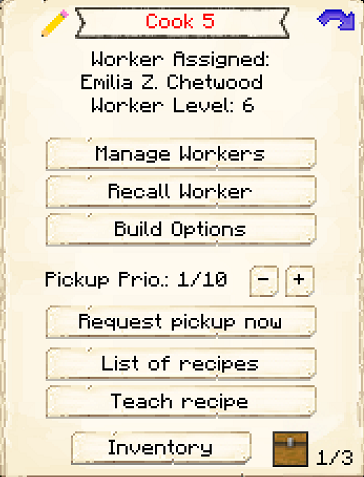 Cook 5
Worker Assigned:
Emilia Z. Chetwood
Worker Level: 6
Manage Workers
Recall Worker
Build Options
Pickup Prio.: 1/10 - +
Request pickup now
List of recipes
Teach recipe
Inventory 1/3